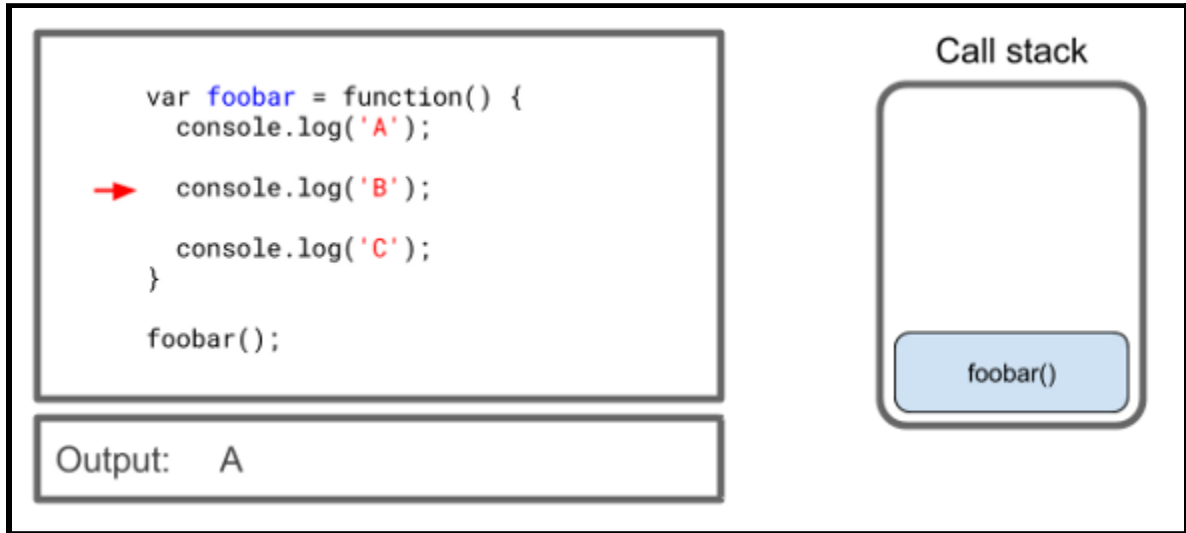 var foobar = function() {
console.log('A');
console.log('B');
console.log('C');
}
foobar();
Output: A
Call stack
foobar()